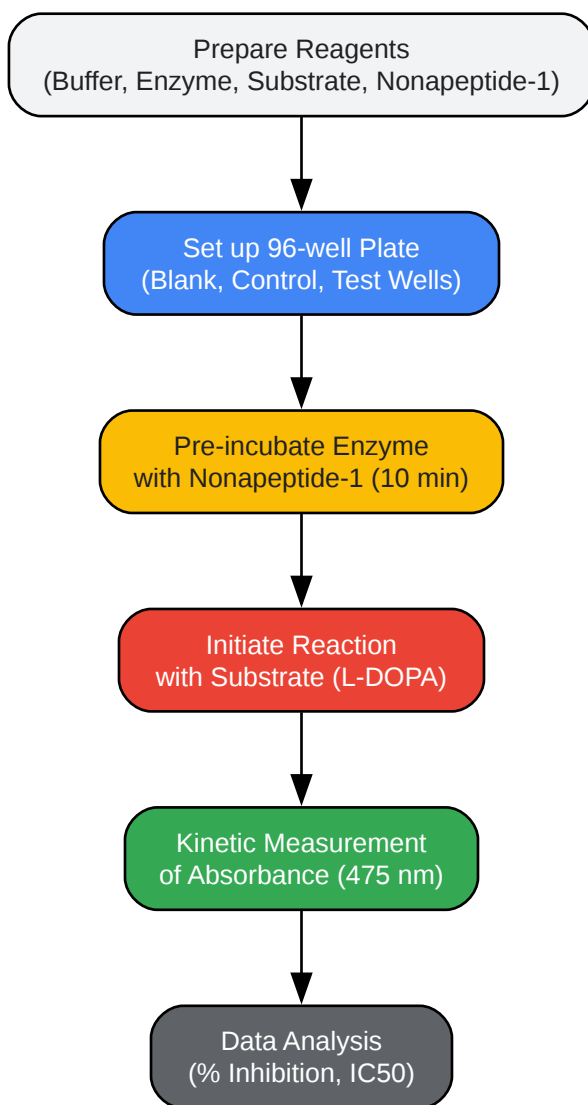 Prepare Reagents
(Buffer, Enzyme, Substrate, Nonapeptide-1)
Set up 96-well Plate
(Blank, Control, Test Wells)
Pre-incubate Enzyme
with Nonapeptide-1 (10 min)
Initiate Reaction
with Substrate (L-DOPA)
Kinetic Measurement
of Absorbance (475 nm)
Data Analysis
(% Inhibition, IC50)